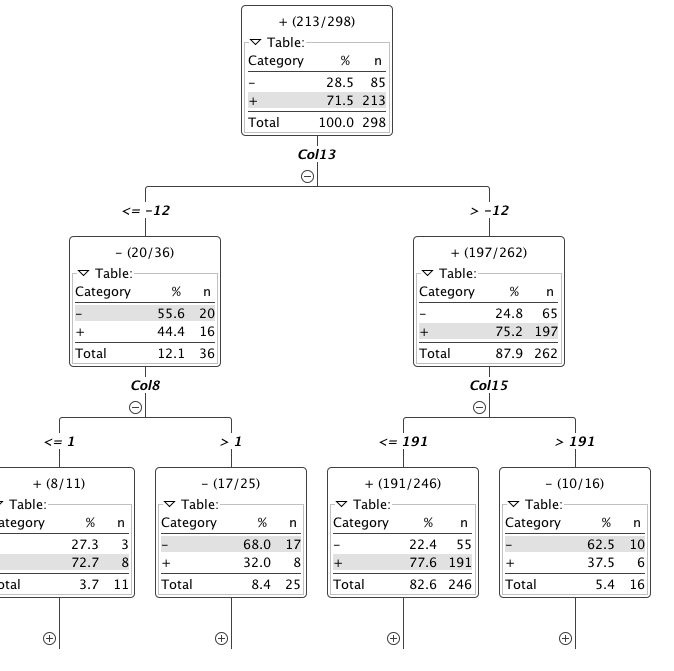 + (213/298)
Table:
Category % n
– 28.5 85
+ 71.5 213
Total 100.0 298
Col13
<= –12
> –12
– (20/36)
Table:
Category % n
– 55.6 20
+ 44.4 16
Total 12.1 36
+ (197/262)
Table:
Category % n
– 24.8 65
+ 75.2 197
Total 87.9 262
Col8
Col15
<= 1
> 1
<= 191
> 191
+ (8/11)
Table:
ategory % n
27.3 3
72.7 8
otal 3.7 11
– (17/25)
Table:
Category % n
– 68.0 17
+ 32.0 8
Total 8.4 25
+ (191/246)
Table:
Category % n
– 22.4 55
+ 77.6 191
Total 82.6 246
– (10/16)
Table:
Category % n
– 62.5 10
+ 37.5 6
Total 5.4 16